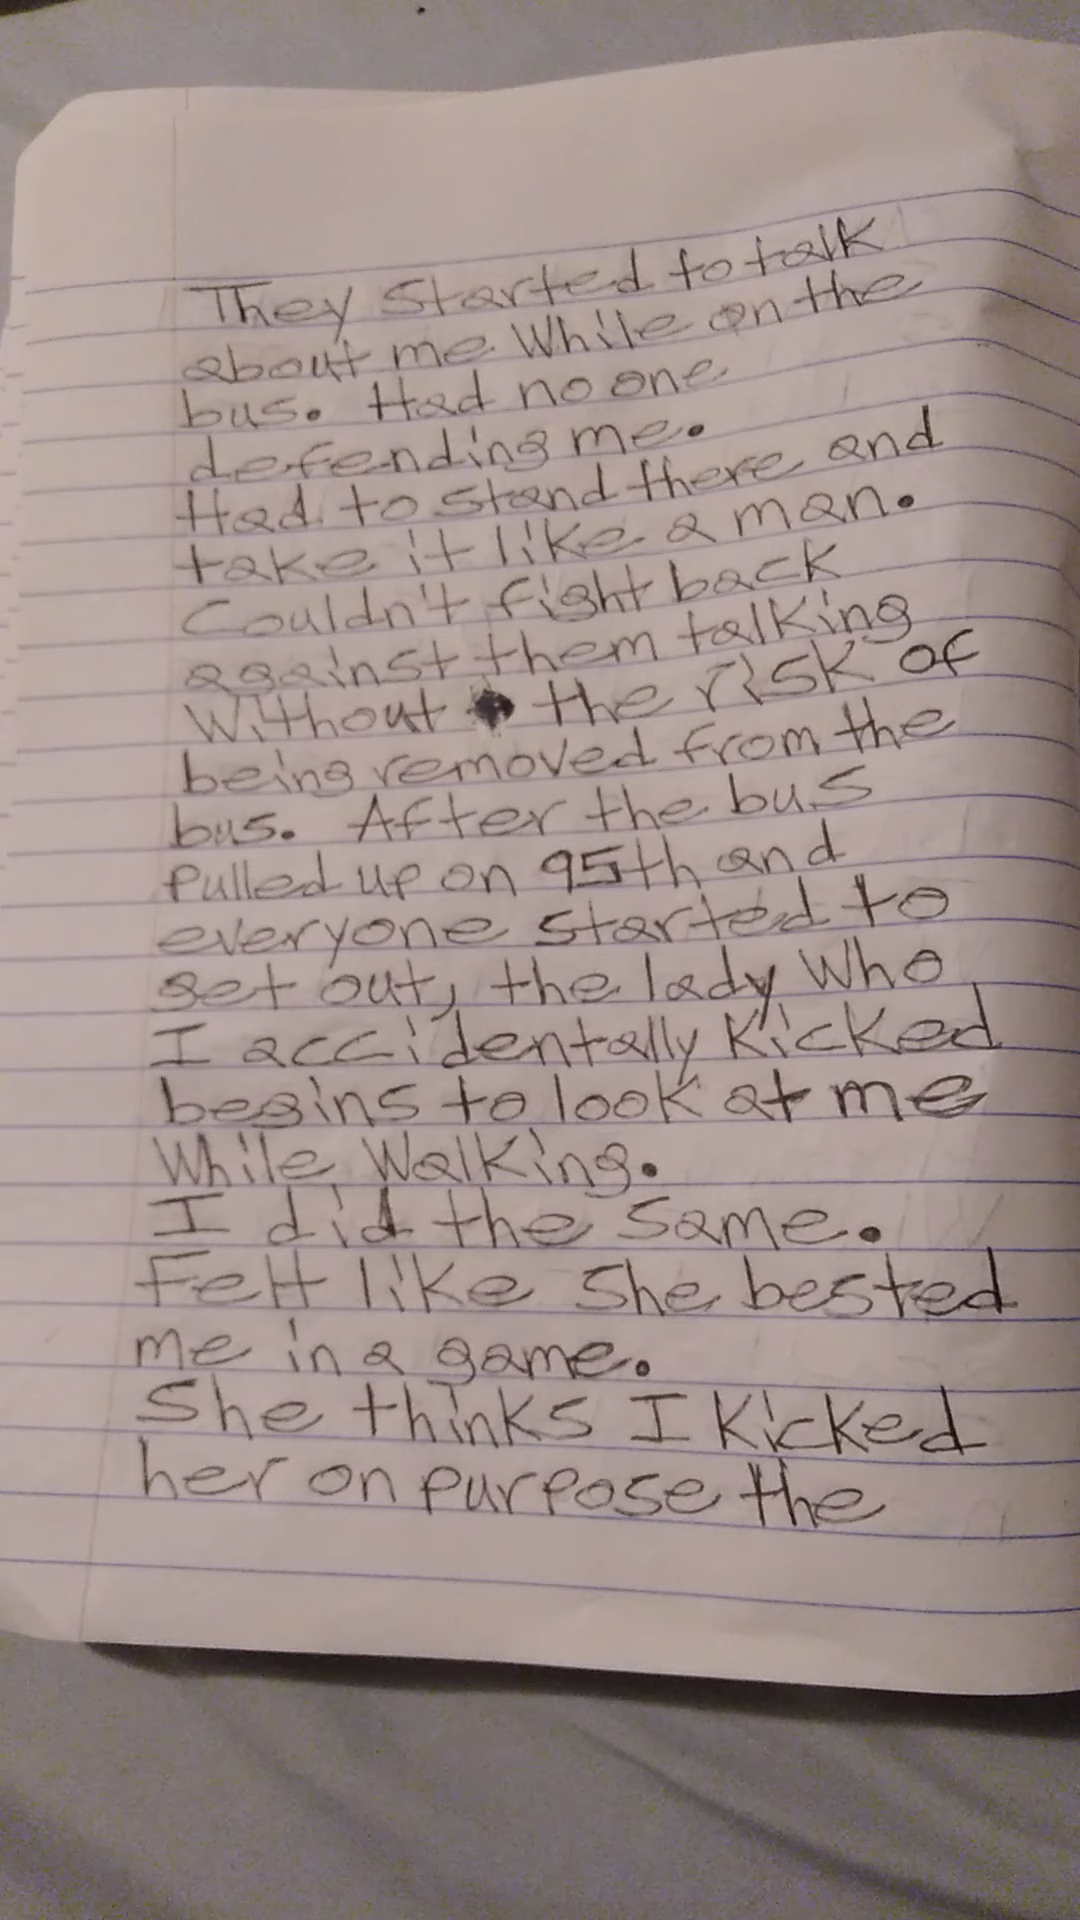 They Started to talk
about me While on the
bus. Had no one
defending me.
Had to stand there and
take it like a man.
Couldn't fight back
against them talking
Without the risk of
being removed from the
bus. After the bus
Pulled up on 95th and
everyone started to
get out, the lady Who
I accidentally Kicked
begins to look at me
While Walking.
I did the same.
Felt like She bested
me in a game.
She thinks I Kicked
her on purpose the